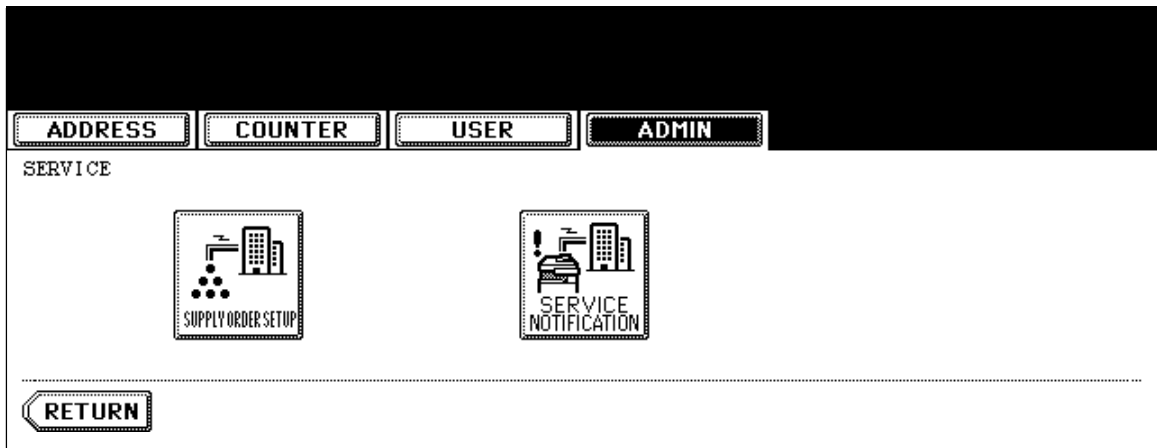 ADDRESS COUNTER USER ADMIN
SERVICE
SUPPLY ORDER SETUP
SERVICE
NOTIFICATION
RETURN